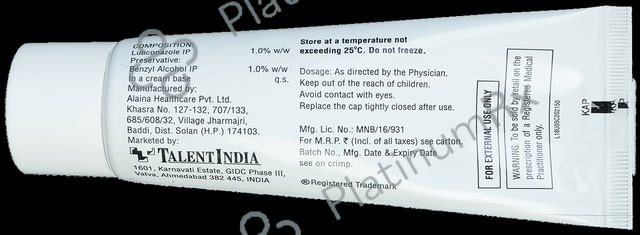 COMPOSITION
Luliconazole IP 1.0% w/w
Preservative:
Benzyl Alcohol IP 1.0% w/w
In a cream base q.s.
Manufactured by:
Alaina Healthcare Pvt. Ltd.
Khasra No. 127-132, 707/133,
685/608/32, Village Jharmajri,
Baddi, Dist. Solan (H.P.) 174103.
Marketed by:
TALENTINDIA
1601, Karnavati Estate, GIDC Phase III,
Vatva, Ahmedabad 382 445, INDIA
Store at a temperature not
exceeding 25°C. Do not freeze.
Dosage: As directed by the Physician.
Keep out of the reach of children.
Avoid contact with eyes.
Replace the cap tightly closed after use.
Mfg. Lic. No.: MNB/16/931
For M.R.P. ₹ (Incl. of all taxes) see carton,
Batch No., Mfg. Date & Expiry Date
see on crimp.
®Registered Trademark
FOR EXTERNAL USE ONLY
WARNING: To be sold by retail on the
prescription of a Registered Medical
Practitioner only.
L18U05C202150
KAP
PlatinumRx